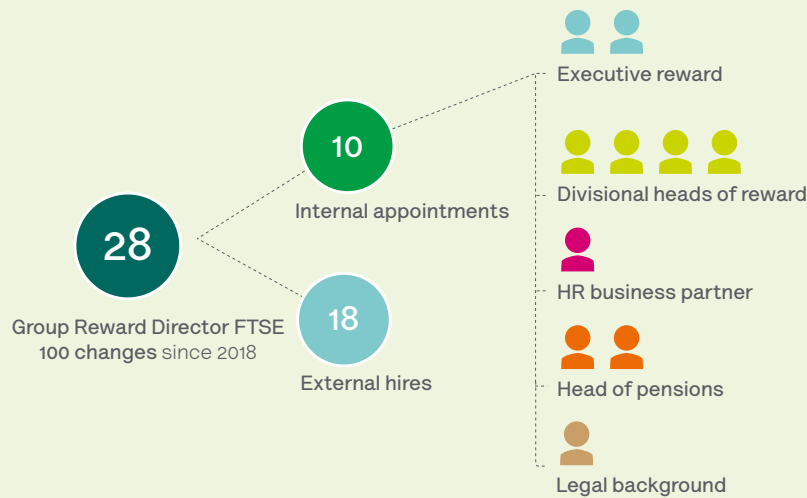 28
Group Reward Director FTSE
100 changes since 2018
10
Internal appointments
18
External hires
Executive reward
Divisional heads of reward
HR business partner
Head of pensions
Legal background